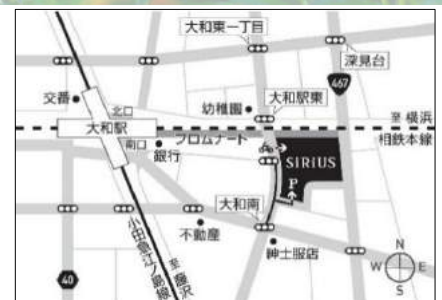 大和東一丁目
深見台
467
交番
北口
幼稚園
大和駅東
至 横浜
大和駅
プロムナード
相鉄本線
南口
銀行
SIRIUS
P
大和南
不動産
紳士服店
小田急江ノ島線
至 藤沢
40
N
W
E
S